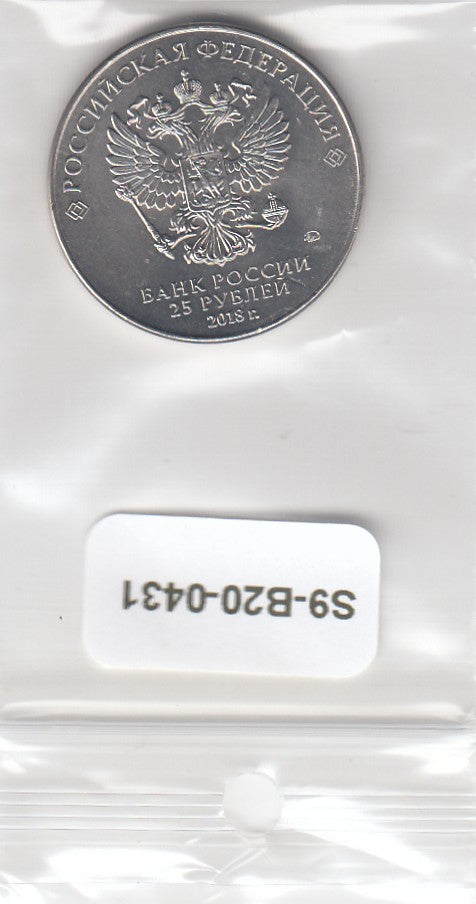 РОССИЙСКАЯ ФЕДЕРАЦИЯ
БАНК РОССИИ
25 РУБЛЕЙ
2018 г.
S9-B20-0431